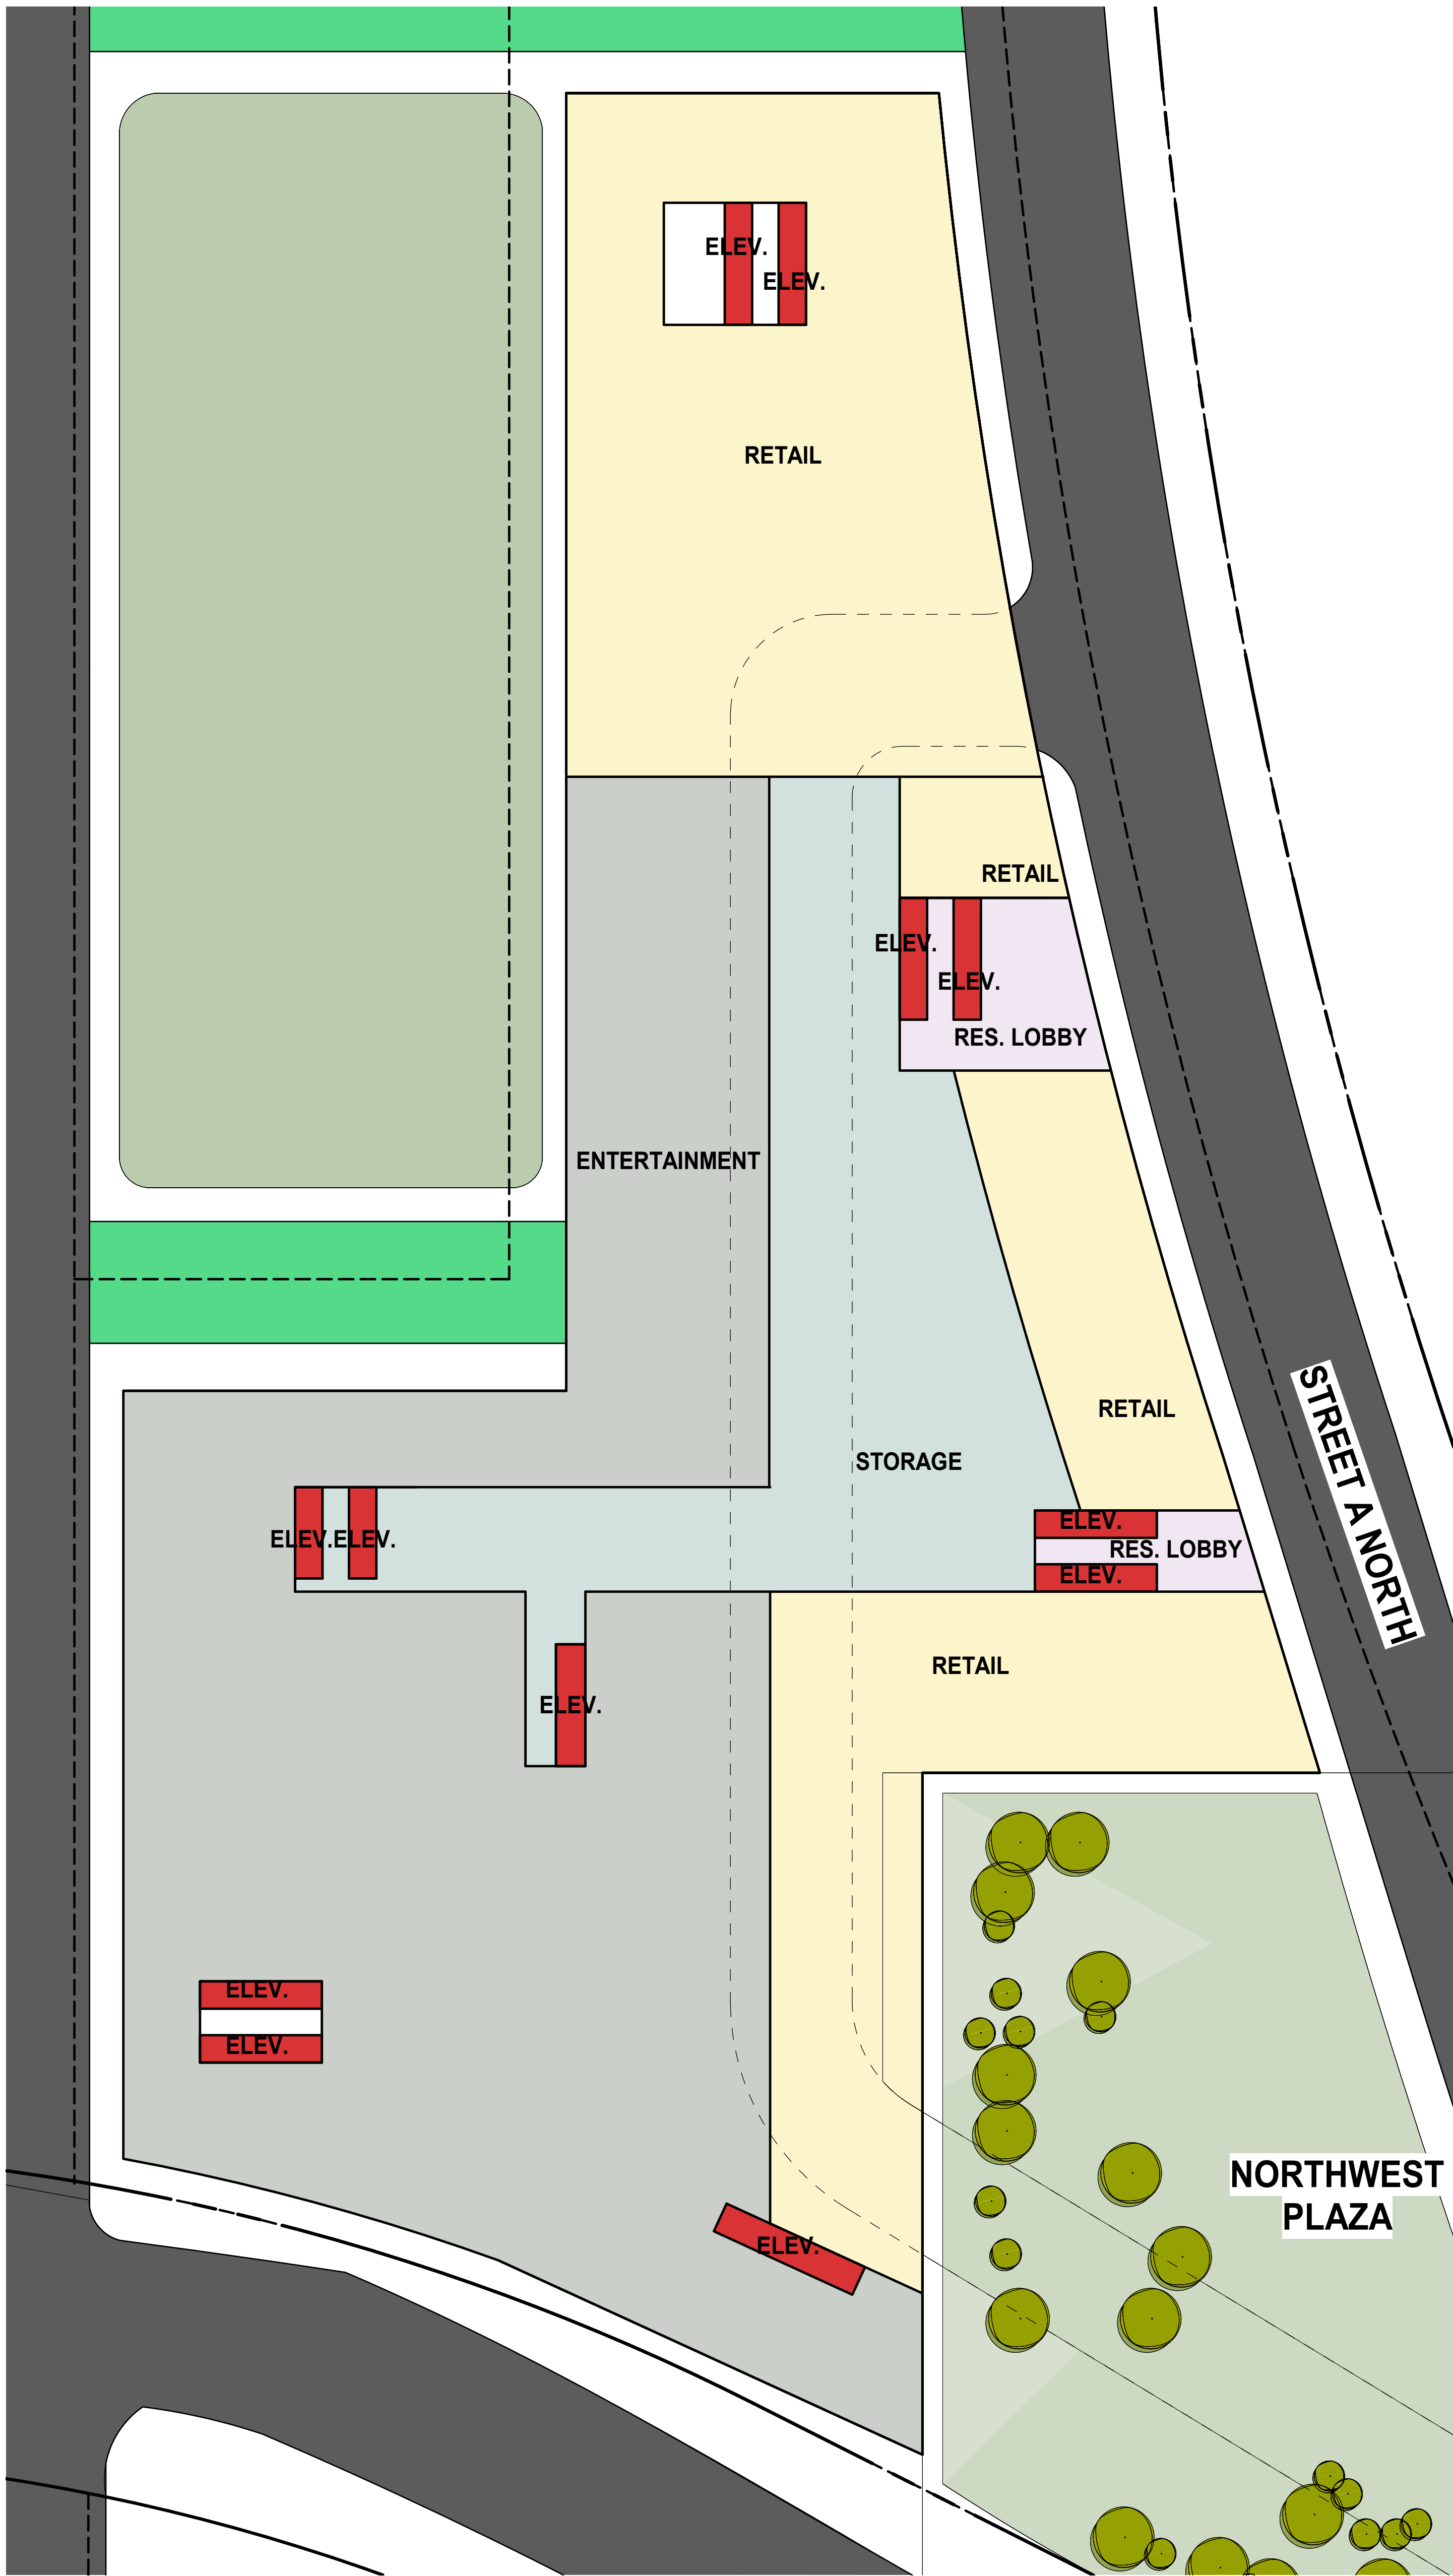 ELEV.
ELEV.
RETAIL
RETAIL
ELEV.
ELEV.
RES. LOBBY
ENTERTAINMENT
RETAIL
STORAGE
STREET A NORTH
ELEV.
RES. LOBBY
ELEV.
ELEV.
ELEV.
RETAIL
ELEV.
ELEV.
ELEV.
NORTHWEST
PLAZA
ELEV.